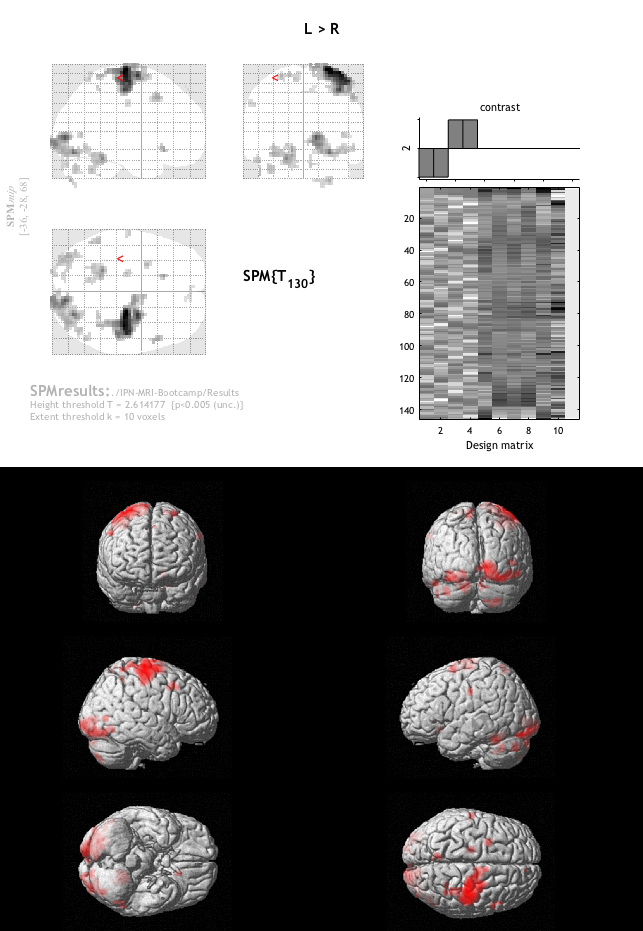 L > R
<
<
contrast
2
SPMmip
[-36, -28, 68]
<
SPM{T130}
20
40
60
80
100
120
140
2 4 6 8 10
Design matrix
SPMresults: ./IPN-MRI-Bootcamp/Results
Height threshold T = 2.614177 {p<0.005 (unc.)}
Extent threshold k = 10 voxels